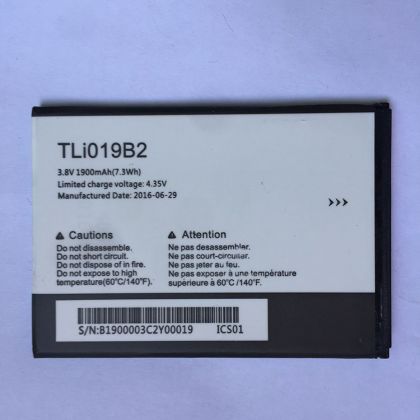 TLi019B2
3.8V 1900mAh(7.3Wh)
Limited charge voltage: 4.35V
Manufactured Date: 2016-06-29
>>>
⚠ Cautions
Do not disassemble.
Do not short circuit.
Do not dispose of in fire.
Do not expose to high
temperature(60°C/140°F).
⚠ Attention
Ne pas desassembler.
Ne pas court-circuiter.
Ne pas jeter au feu.
Ne pas exposer à une température
supérieure à 60°C /140°F.
S/N:B1900003C2Y00019 ICS01